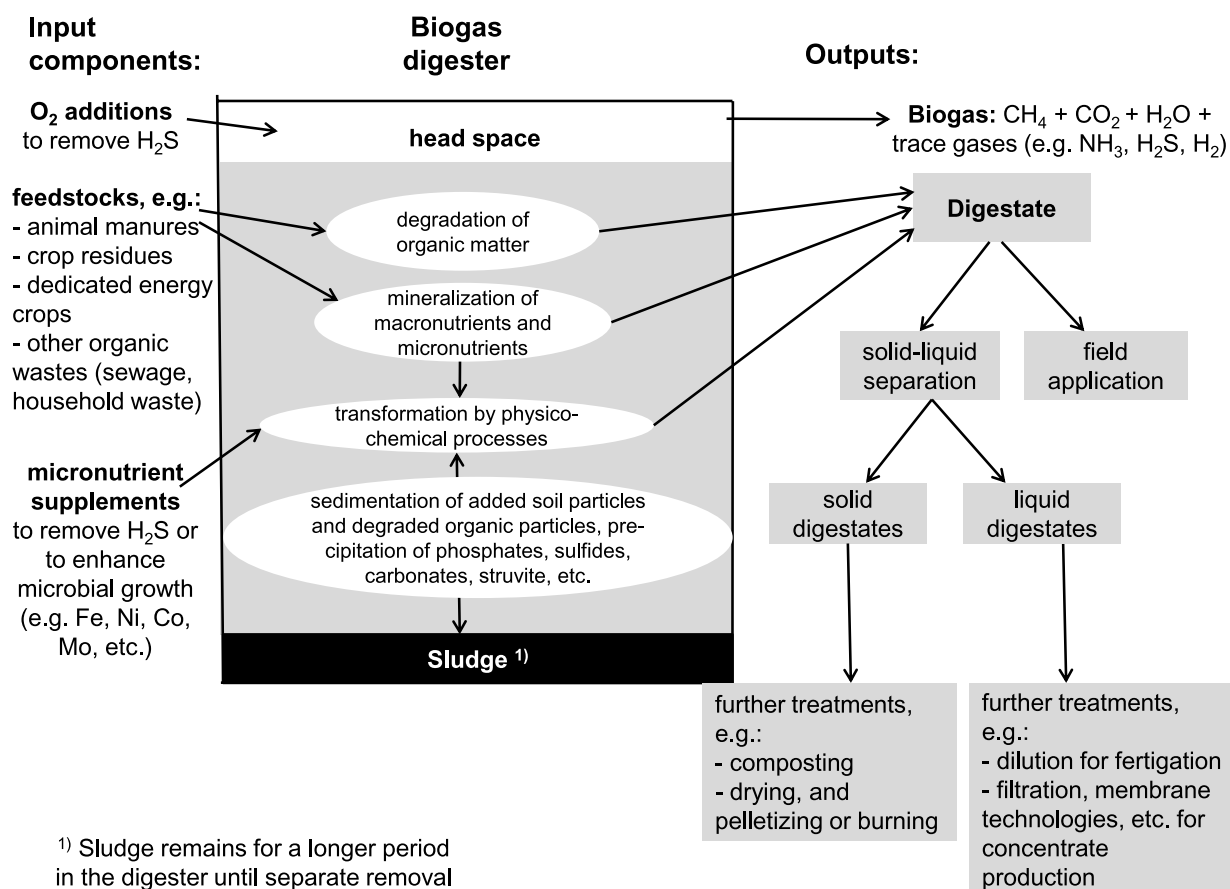 Input
components:
Biogas
digester
Outputs:
O₂ additions
to remove H₂S
feedstocks, e.g.:
- animal manures
- crop residues
- dedicated energy
crops
- other organic
wastes (sewage,
household waste)
micronutrient
supplements
to remove H₂S or
to enhance
microbial growth
(e.g. Fe, Ni, Co,
Mo, etc.)
head space
degradation of
organic matter
mineralization of
macronutrients and
micronutrients
transformation by physico-
chemical processes
sedimentation of added soil particles
and degraded organic particles, pre-
cipitation of phosphates, sulfides,
carbonates, struvite, etc.
Sludge ¹⁾
Biogas: CH₄ + CO₂ + H₂O +
trace gases (e.g. NH₃, H₂S, H₂)
Digestate
solid-liquid
separation
field
application
solid
digestates
liquid
digestates
further treatments,
e.g.:
- composting
- drying, and
pelletizing or burning
further treatments,
e.g.:
- dilution for fertigation
- filtration, membrane
technologies, etc. for
concentrate
production
¹⁾ Sludge remains for a longer period
in the digester until separate removal